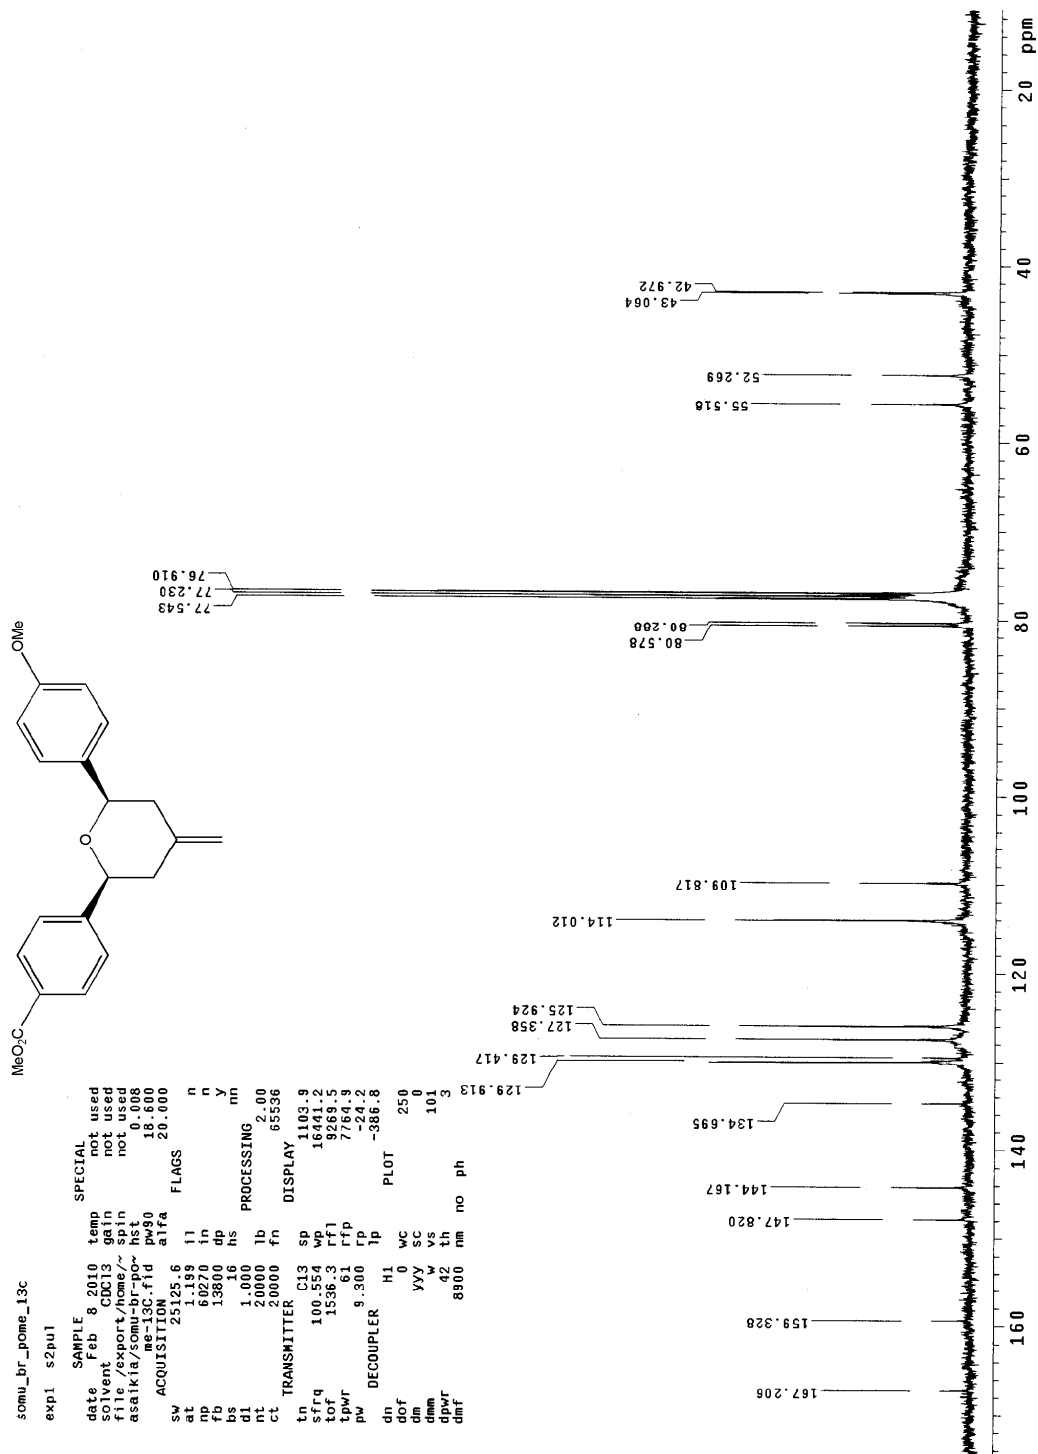 somu_br_pome_13c
exp1 s2pul
SAMPLE
date Feb 8 2010
solvent CDCl3
file /export/home/~
asaikia/somu-br-po~
me-13C.fid
ACQUISITION
sw 25125.6
at 1.199
np 60270
fb 13800
bs 16
d1 1.000
nt 20000
ct 20000
TRANSMITTER
tn C13
sfrq 100.554
tof 1536.3
tpwr 61
pw 9.300
DECOUPLER
dn H1
dof 0
dm yyy
dmm w
dpwr 42
dmf 8900
SPECIAL
temp not used
gain not used
spin not used
hst 0.008
pw90 18.600
alfa 20.000
FLAGS
il n
in n
dp y
hs nn
PROCESSING
lb 2.00
fn 65536
DISPLAY
sp 1103.9
wp 16441.2
rfl 9269.5
rfp 7764.9
rp -24.2
lp -386.8
PLOT
wc 250
sc 0
vs 101
th 3
nm no ph
MeO2C
O
OMe
167.206
159.328
147.820
144.167
134.695
129.913
129.417
127.358
125.924
114.012
109.817
80.578
80.288
77.543
77.230
76.910
55.518
52.269
43.064
42.972
160 140 120 100 80 60 40 20 ppm